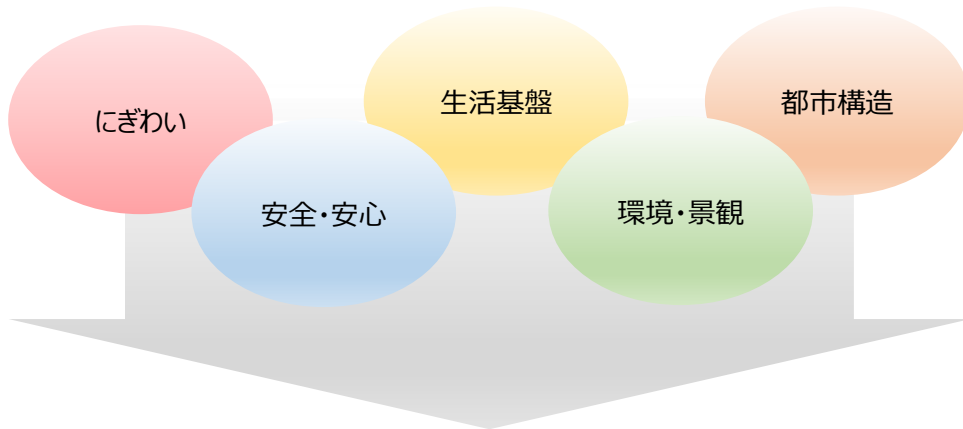 にぎわい
生活基盤
都市構造
安全・安心
環境・景観